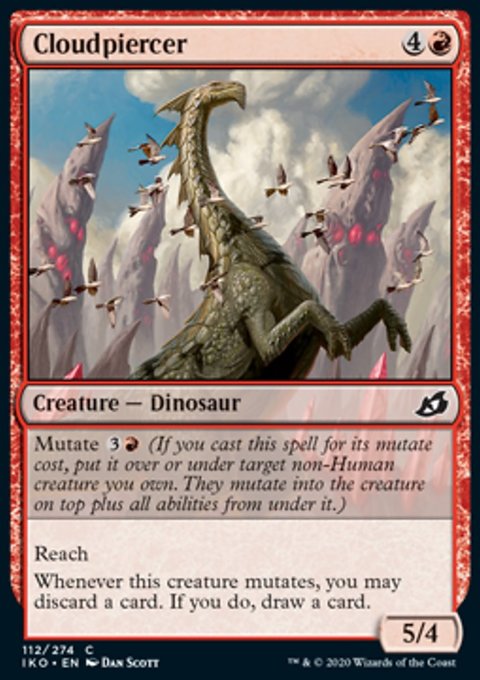 Cloudpiercer 4
Creature — Dinosaur
Mutate 3 (If you cast this spell for its mutate
cost, put it over or under target non-Human
creature you own. They mutate into the creature
on top plus all abilities from under it.)
Reach
Whenever this creature mutates, you may
discard a card. If you do, draw a card.
5/4
112/274 C
IKO • EN Dan Scott
™ & © 2020 Wizards of the Coast